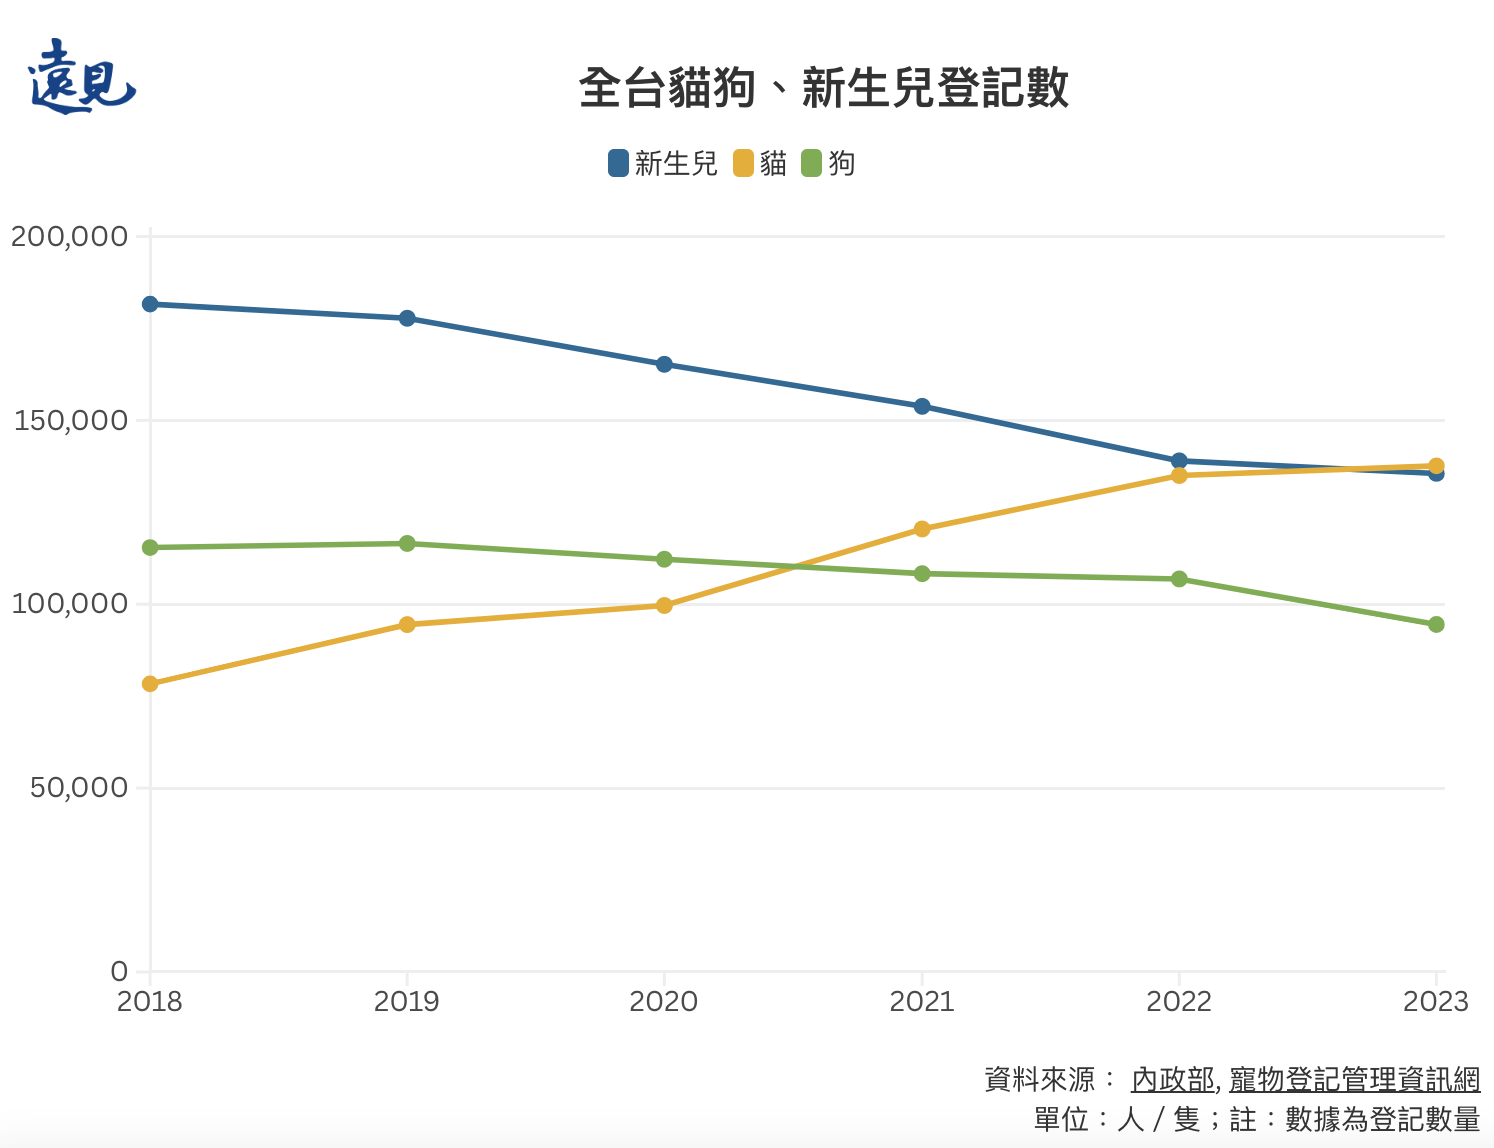 遠見
全台貓狗、新生兒登記數
新生兒 貓 狗
200,000
150,000
100,000
50,000
0
2018 2019 2020 2021 2022 2023
資料來源： 內政部, 寵物登記管理資訊網
單位：人 / 隻；註：數據為登記數量